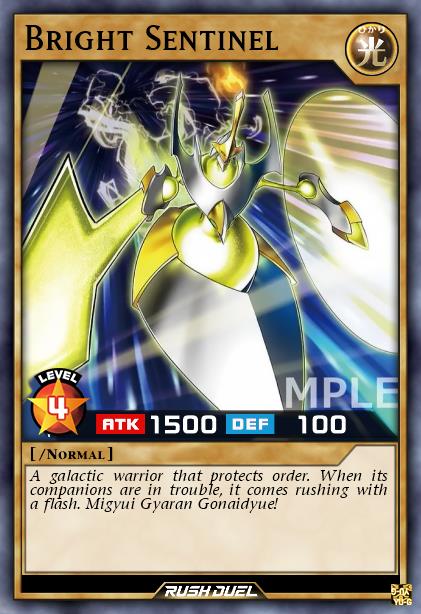 BRIGHT SENTINEL
ひかり
光
MPLE
LEVEL
4
ATK 1500 DEF 100
[/NORMAL]
A galactic warrior that protects order. When its
companions are in trouble, it comes rushing with
a flash. Migyui Gyaran Gonaidyue!
RUSH DUEL